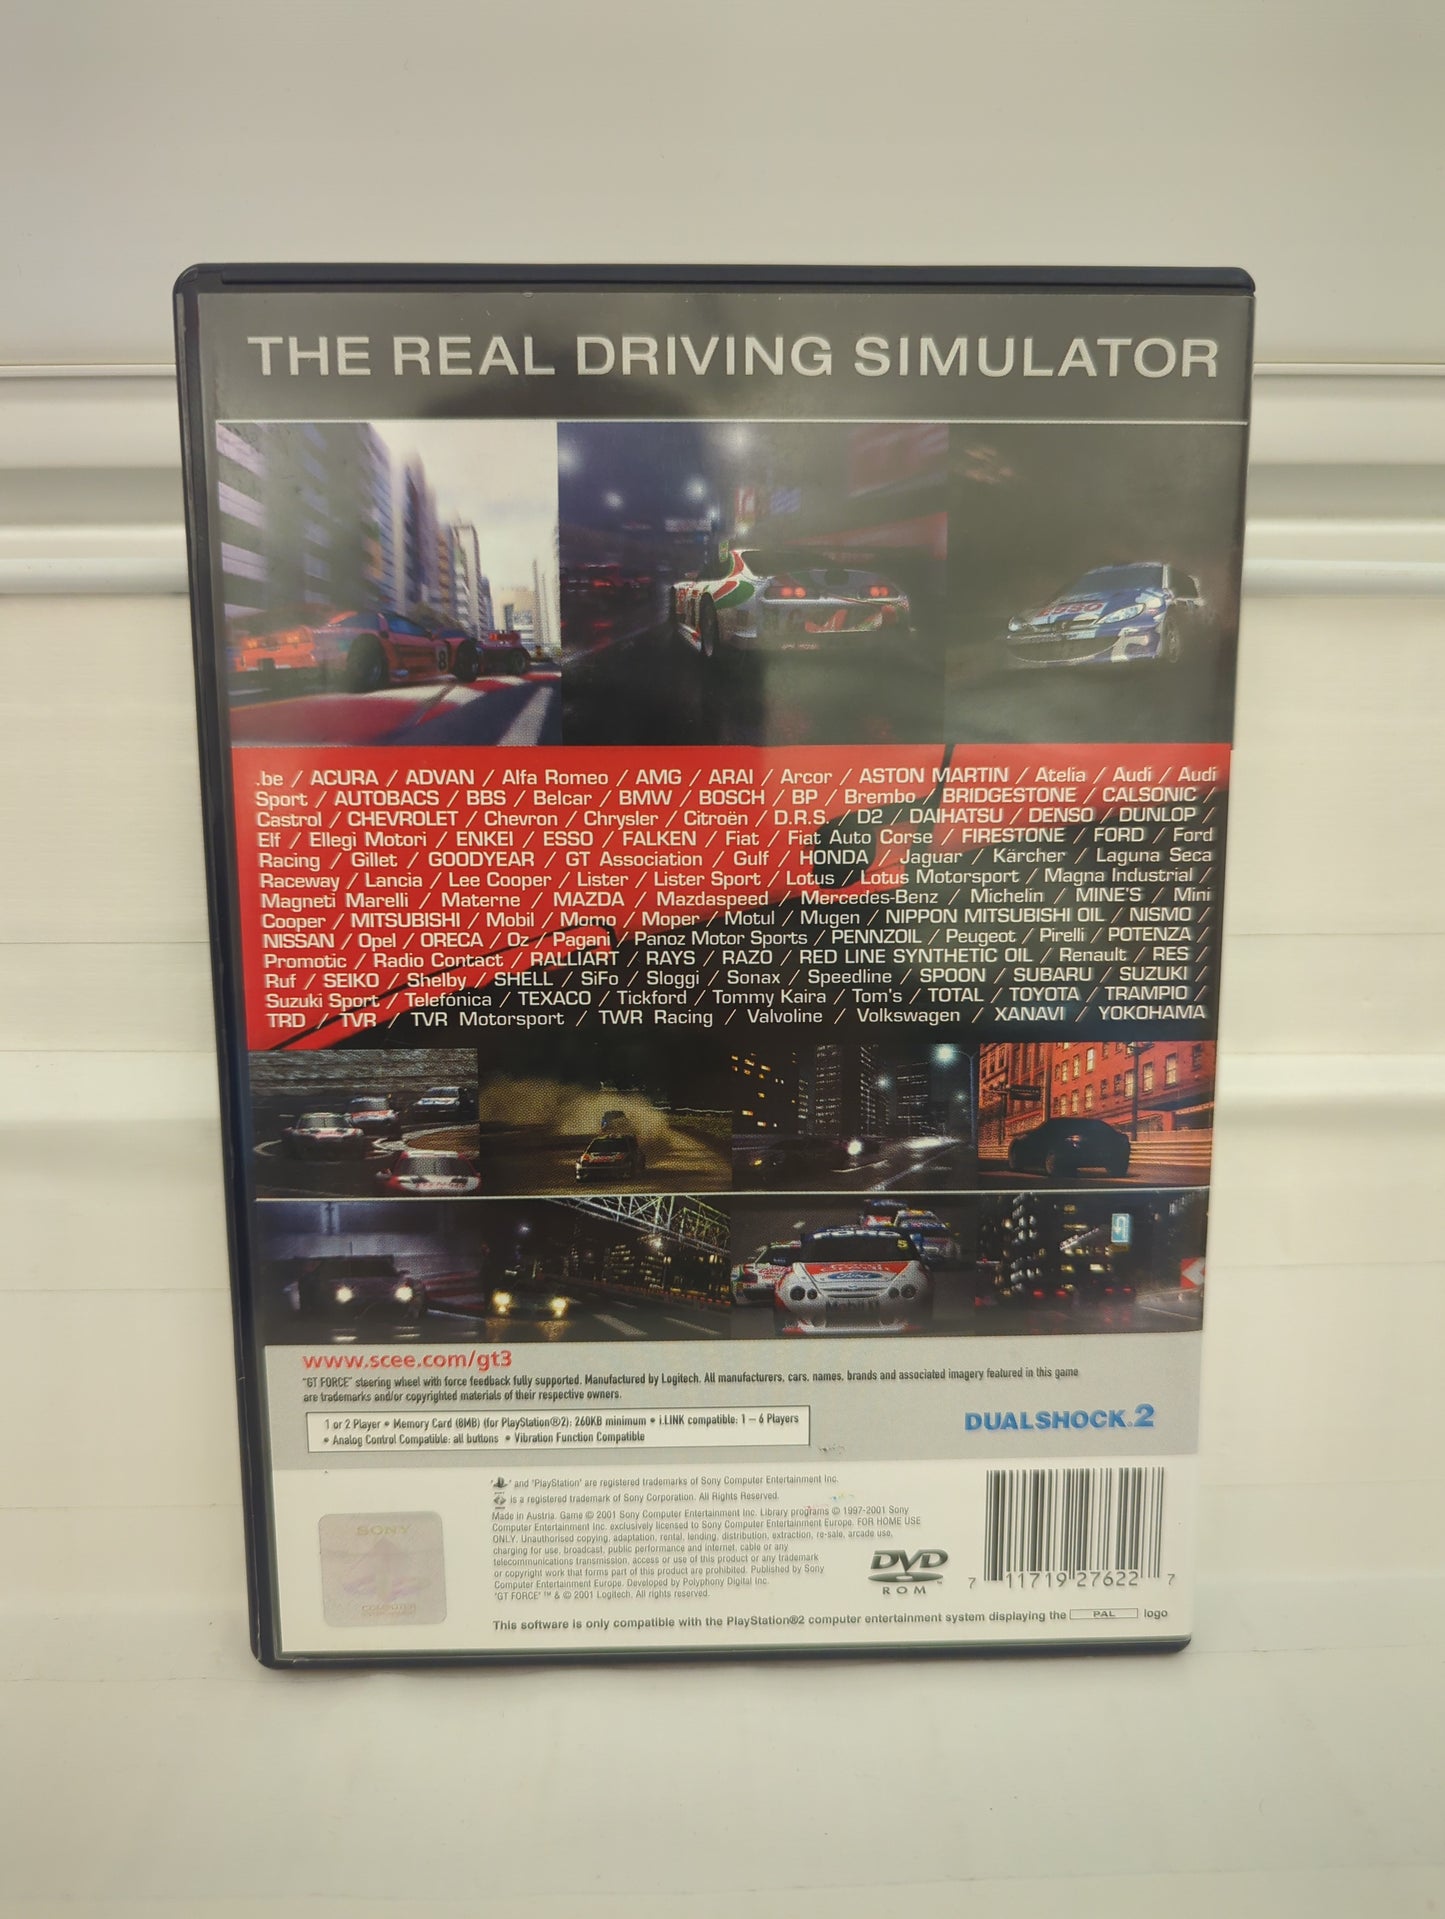 THE REAL DRIVING SIMULATOR
.be / ACURA / ADVAN / Alfa Romeo / AMG / ARAI / Arcor / ASTON MARTIN / Atelia / Audi / Audi
Sport / AUTOBACS / BBS / Belcar / BMW / BOSCH / BP / Brembo / BRIDGESTONE / CALSONIC /
Castrol / CHEVROLET / Chevron / Chrysler / Citroën / D.R.S. / D2 / DAIHATSU / DENSO / DUNLOP /
Elf / Ellegi Motori / ENKEI / ESSO / FALKEN / Fiat / Fiat Auto Corse / FIRESTONE / FORD / Ford
Racing / Gillet / GOODYEAR / GT Association / Gulf / HONDA / Jaguar / Kärcher / Laguna Seca
Raceway / Lancia / Lee Cooper / Lister / Lister Sport / Lotus / Lotus Motorsport / Magna Industrial /
Magneti Marelli / Materne / MAZDA / Mazdaspeed / Mercedes-Benz / Michelin / MINE'S / Mini
Cooper / MITSUBISHI / Mobil / Momo / Moper / Motul / Mugen / NIPPON MITSUBISHI OIL / NISMO /
NISSAN / Opel / ORECA / Oz / Pagani / Panoz Motor Sports / PENNZOIL / Peugeot / Pirelli / POTENZA /
Promotic / Radio Contact / RALLIART / RAYS / RAZO / RED LINE SYNTHETIC OIL / Renault / RES /
Ruf / SEIKO / Shelby / SHELL / SiFo / Sloggi / Sonax / Speedline / SPOON / SUBARU / SUZUKI /
Suzuki Sport / Telefónica / TEXACO / Tickford / Tommy Kaira / Tom's / TOTAL / TOYOTA / TRAMPIO /
TRD / TVR / TVR Motorsport / TWR Racing / Valvoline / Volkswagen / XANAVI / YOKOHAMA
FORD 5
Ford
Mobil
www.scee.com/gt3
"GT FORCE" steering wheel with force feedback fully supported. Manufactured by Logitech. All manufacturers, cars, names, brands and associated imagery featured in this game
are trademarks and/or copyrighted materials of their respective owners.
1 or 2 Player • Memory Card (8MB) (for PlayStation®2): 260KB minimum • i.LINK compatible: 1 – 6 Players
• Analog Control Compatible: all buttons • Vibration Function Compatible
DUALSHOCK 2
" " and "PlayStation" are registered trademarks of Sony Computer Entertainment Inc.
is a registered trademark of Sony Corporation. All Rights Reserved.
Made in Austria. Game © 2001 Sony Computer Entertainment Inc. Library programs © 1997-2001 Sony
Computer Entertainment Inc. exclusively licensed to Sony Computer Entertainment Europe. FOR HOME USE
ONLY. Unauthorised copying, adaptation, rental, lending, distribution, extraction, re-sale, arcade use,
charging for use, broadcast, public performance and internet, cable or any
telecommunications transmission, access or use of this product or any trademark
or copyright work that forms part of this product are prohibited. Published by Sony
Computer Entertainment Europe. Developed by Polyphony Digital Inc.
"GT FORCE" ™ & © 2001 Logitech. All rights reserved.
SONY
COMPUTER
DVD
ROM ™
7 11719 27622 7
This software is only compatible with the PlayStation®2 computer entertainment system displaying the PAL logo